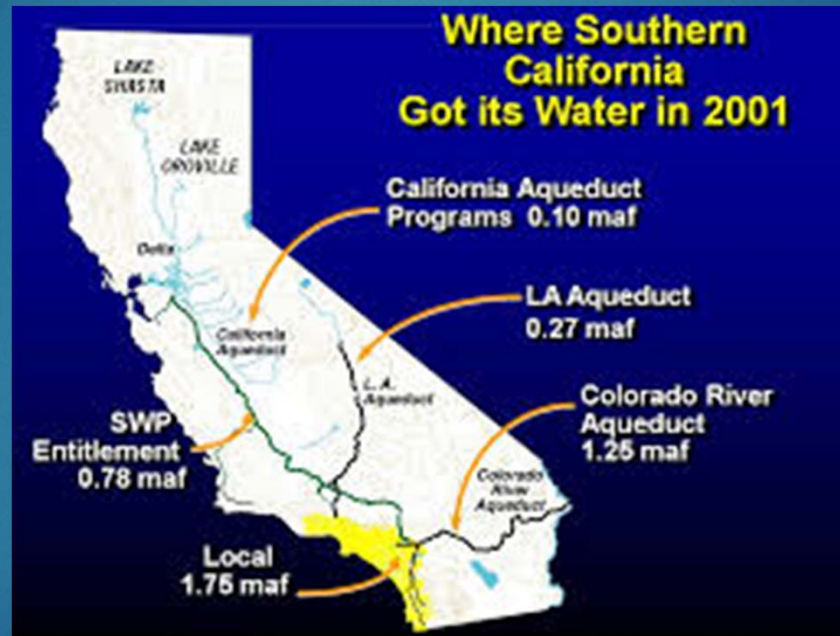 Where Southern
California
Got its Water in 2001
LAKE
SHASTA
LAKE
OROVILLE
California Aqueduct
Programs 0.10 maf
Delta
LA Aqueduct
0.27 maf
California
Aqueduct
L.A.
Aqueduct
Colorado River
Aqueduct
1.25 maf
SWP
Entitlement
0.78 maf
Colorado
River
Aqueduct
Local
1.75 maf